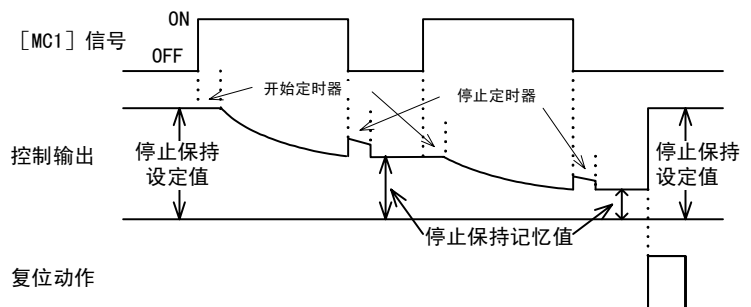 ON
［MC1］信号
OFF
开始定时器
停止定时器
控制输出
停止保持
设定值
停止保持
设定值
停止保持记忆值
复位动作